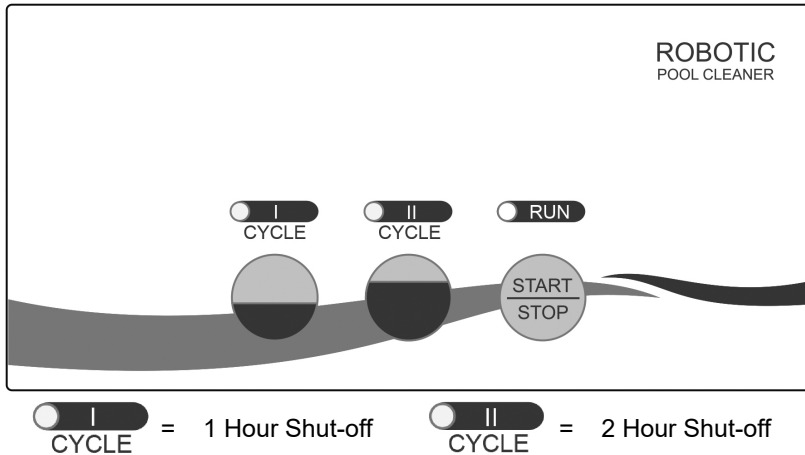 ROBOTIC
POOL CLEANER
I II RUN
CYCLE CYCLE
START
STOP
I = 1 Hour Shut-off II = 2 Hour Shut-off
CYCLE CYCLE